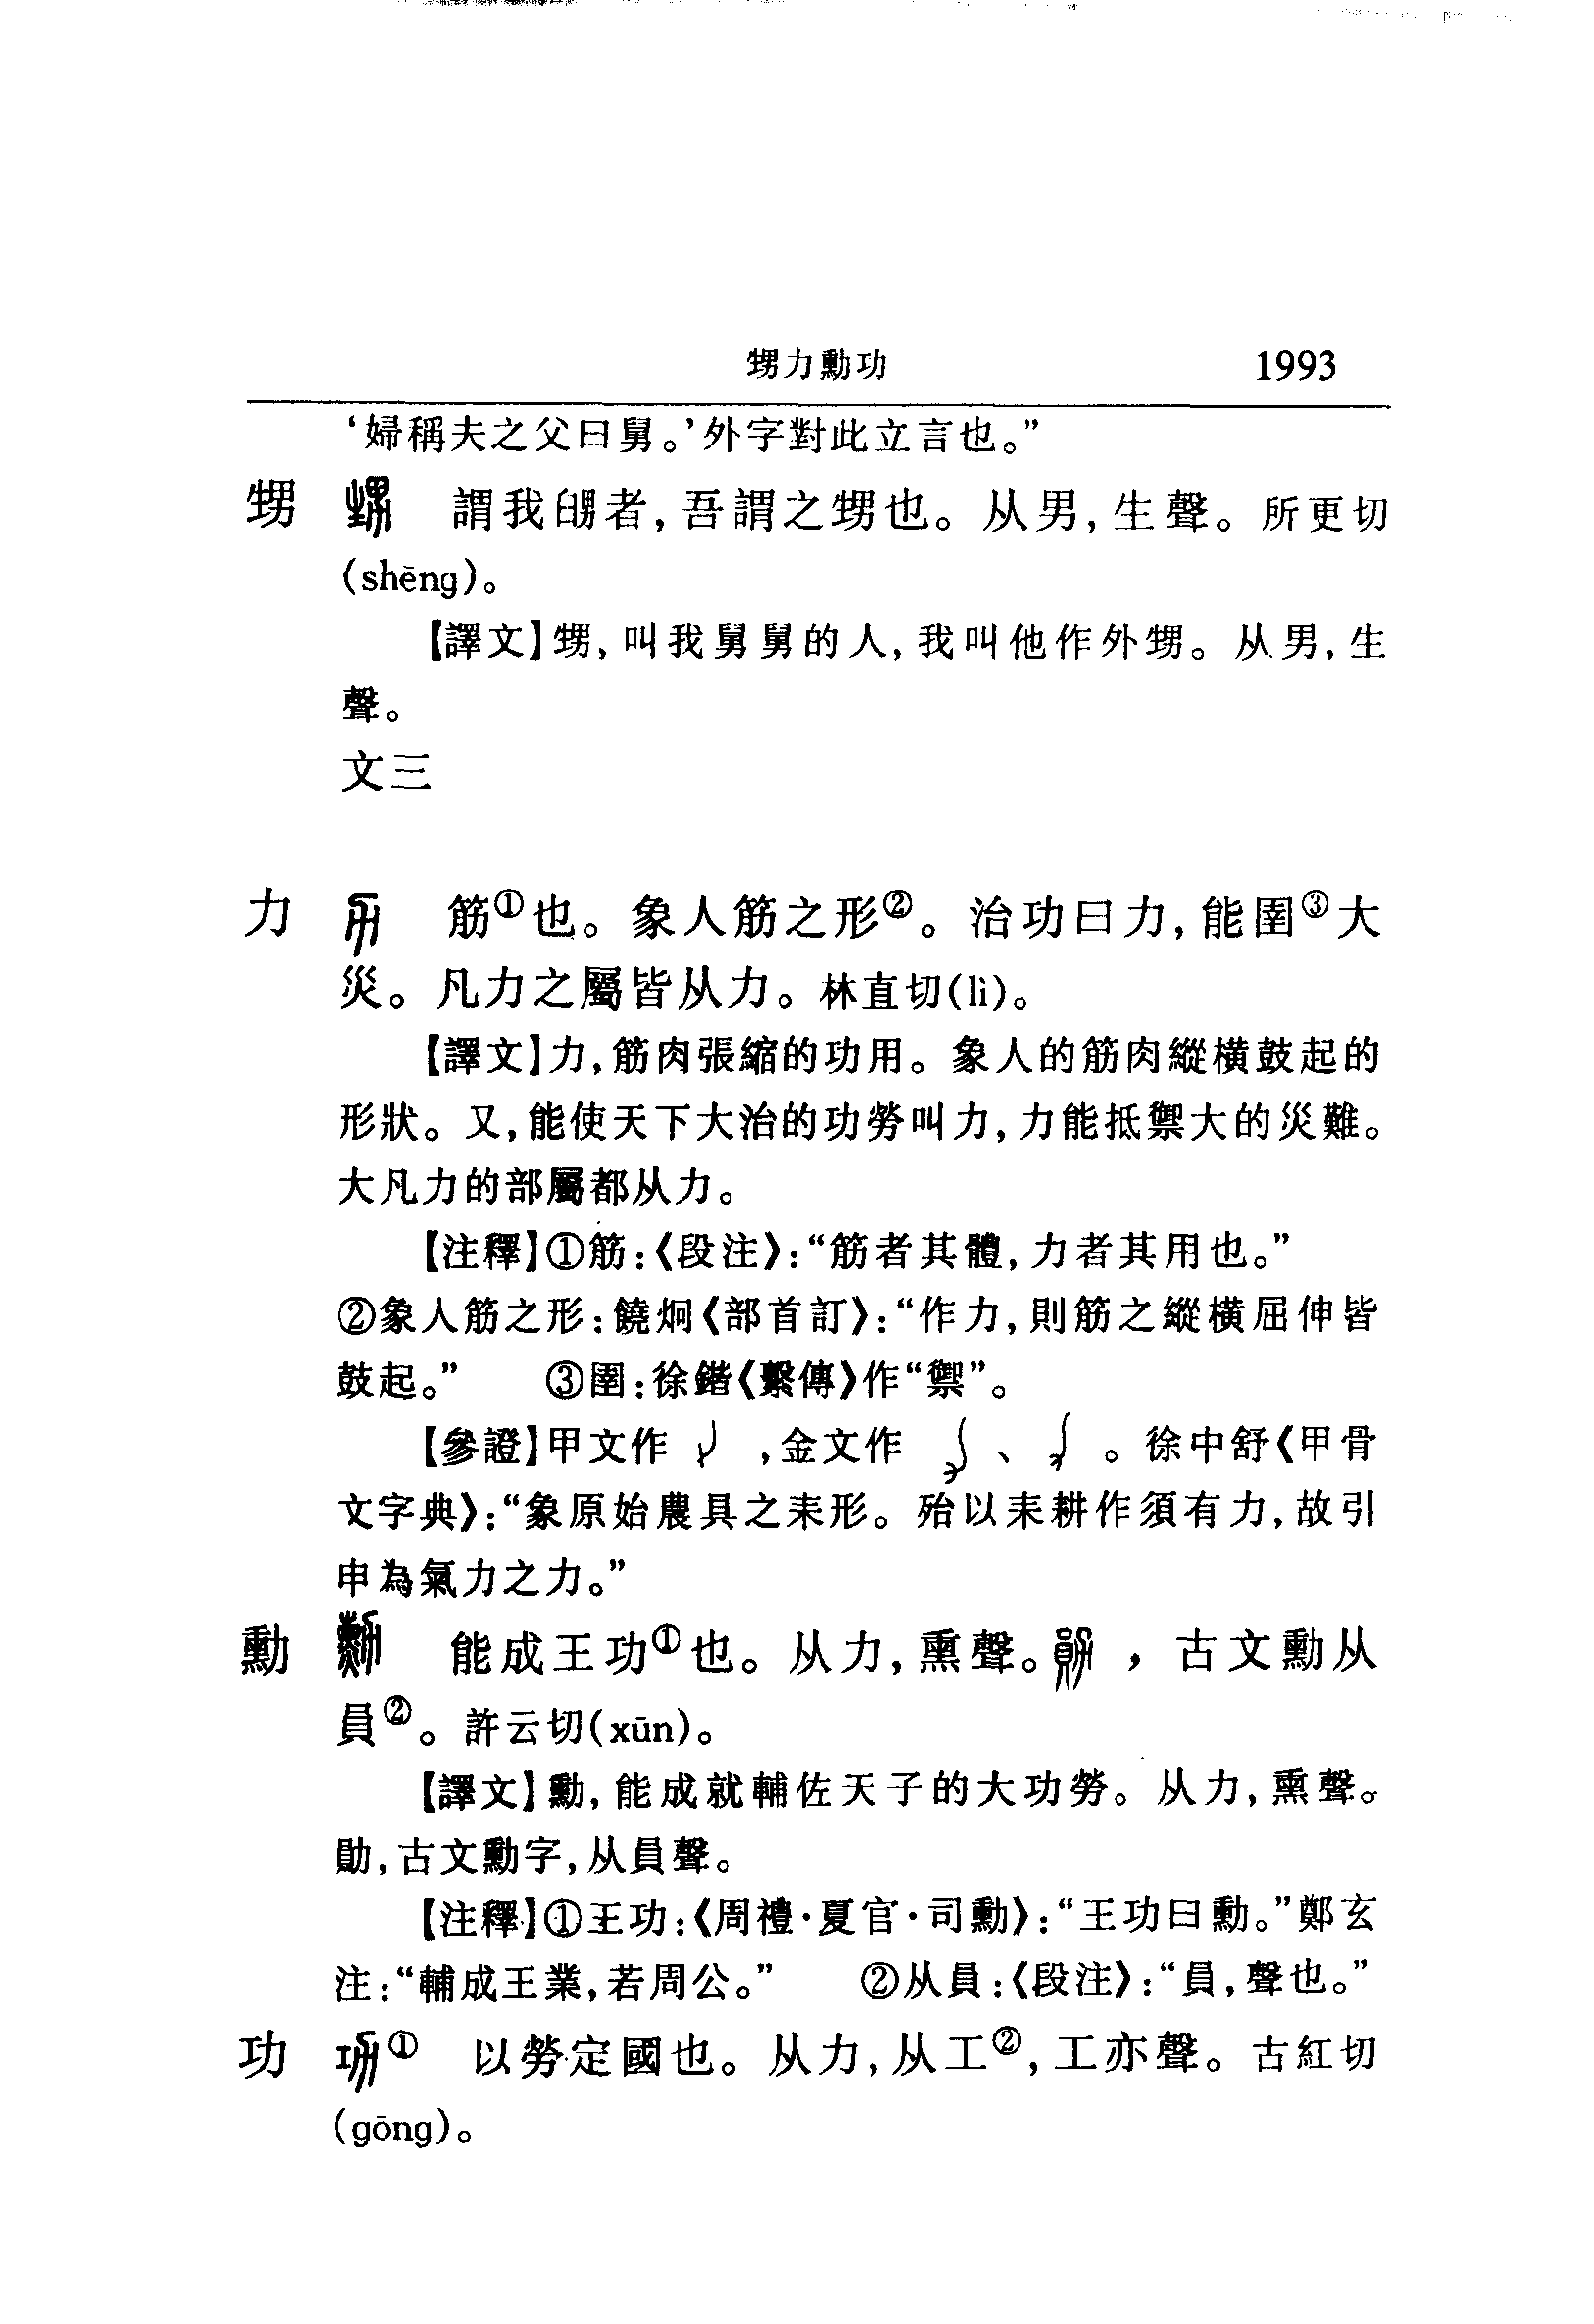 甥力勳功 1993
‘婦稱夫之父曰舅。’外字對此立言也。”
甥 謂我舅者，吾謂之甥也。从男，生聲。所更切
(shēng)。
【譯文】甥，叫我舅舅的人，我叫他作外甥。从男，生
聲。
文三
力 筋①也。象人筋之形②。治功曰力，能圉③大
災。凡力之屬皆从力。林直切(lì)。
【譯文】力，筋肉張縮的功用。象人的筋肉縱橫鼓起的
形狀。又，能使天下大治的功勞叫力，力能抵禦大的災難。
大凡力的部屬都从力。
【注釋】①筋：《段注》：“筋者其體，力者其用也。”
②象人筋之形：饒炯《部首訂》：“作力，則筋之縱橫屈伸皆
鼓起。” ③圉：徐鍇《繫傳》作“禦”。
【參證】甲文作 ，金文作 、 。徐中舒《甲骨
文字典》：“象原始農具之耒形。殆以耒耕作須有力，故引
申為氣力之力。”
勳 能成王功①也。从力，熏聲。 ，古文勳从
員②。許云切(xūn)。
【譯文】勳，能成就輔佐天子的大功勞。从力，熏聲。
勛，古文勳字，从員聲。
【注釋】①王功：《周禮·夏官·司勳》：“王功曰勳。”鄭玄
注：“輔成王業，若周公。” ②从員：《段注》：“員，聲也。”
功 ① 以勞定國也。从力，从工②，工亦聲。古紅切
(gōng)。